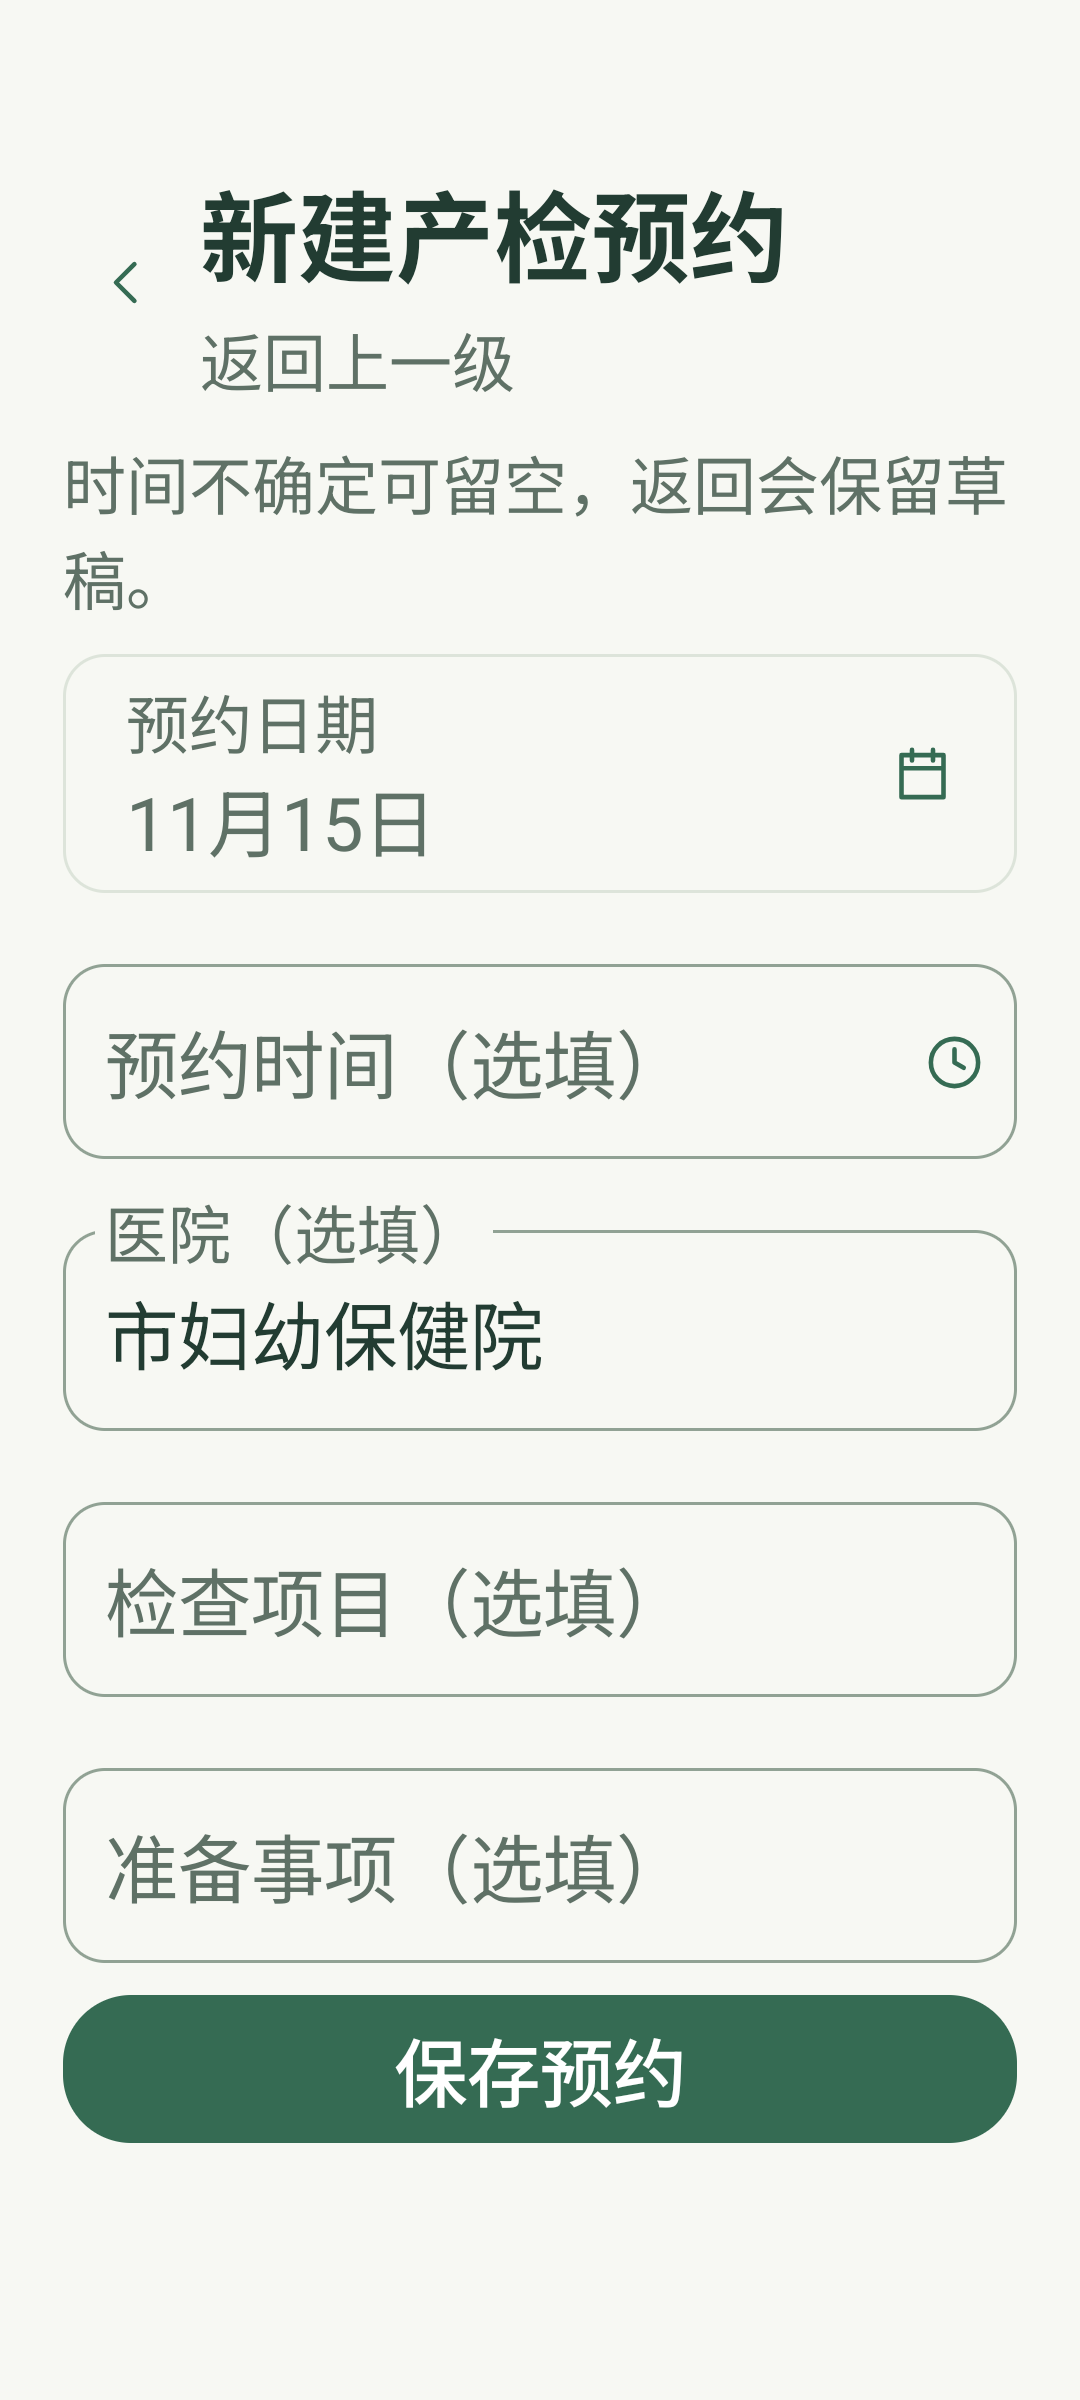 新建产检预约
返回上一级
时间不确定可留空，返回会保留草
稿。
预约日期
11月15日
预约时间（选填）
医院（选填）
市妇幼保健院
检查项目（选填）
准备事项（选填）
保存预约